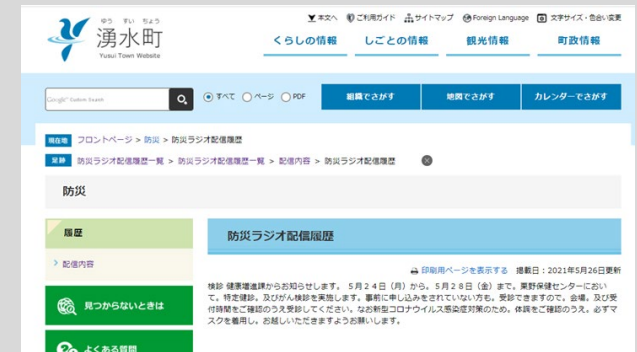 ゆう すい ちょう
湧水町
Yusui Town Website
▼本文へ ご利用ガイド サイトマップ Foreign Language 文字サイズ・色合い変更
くらしの情報 しごとの情報 観光情報 町政情報
Google Custom Search すべて ページ PDF 組織でさがす 地図でさがす カレンダーでさがす
現在地 フロントページ > 防災 > 防災ラジオ配信履歴
足跡 防災ラジオ配信履歴一覧 > 防災ラジオ配信履歴一覧 > 配信内容 > 防災ラジオ配信履歴
防災
履歴
配信内容
見つからないときは
よくある質問
防災ラジオ配信履歴
印刷用ページを表示する 掲載日：2021年5月26日更新
検診 健康増進課からお知らせします。 5月24日（月）から。5月28日（金）まで。栗野保健センターにおい
て。特定健診。及びがん検診を実施します。事前に申し込みをされていない方も。受診できますので。会場。及び受
付時間をご確認のうえ受診してください。なお新型コロナウイルス感染症対策のため。体調をご確認のうえ。必ずマ
スクを着用し。お越しいただきますようお願いします。